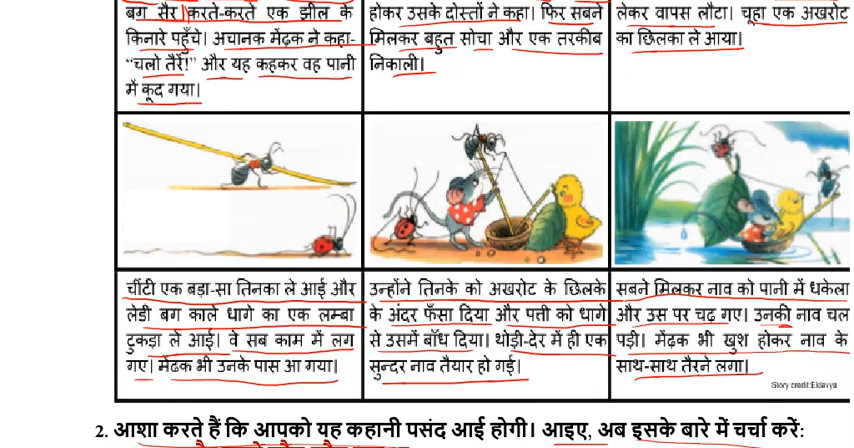 बग सैर करते-करते एक झील के
किनारे पहुँचे। अचानक मेंढ़क ने कहा-
“चलो तैरें!” और यह कहकर वह पानी
में कूद गया।
होकर उसके दोस्तों ने कहा। फिर सबने
मिलकर बहुत सोचा और एक तरकीब
निकाली।
लेकर वापस लौटा। चूहा एक अखरोट
का छिलका ले आया।
चींटी एक बड़ा-सा तिनका ले आई और
लेडी बग काले धागे का एक लम्बा
टुकड़ा ले आई। वे सब काम में लग
गए। मेंढक भी उनके पास आ गया।
उन्होंने तिनके को अखरोट के छिलके
के अंदर फँसा दिया और पत्ती को धागे
से उसमें बाँध दिया। थोड़ी-देर में ही एक
सुन्दर नाव तैयार हो गई।
सबने मिलकर नाव को पानी में धकेला
और उस पर चढ़ गए। उनकी नाव चल
पड़ी। मेंढ़क भी खुश होकर नाव के
साथ-साथ तैरने लगा।
Story credit:Eklavya
2. आशा करते हैं कि आपको यह कहानी पसंद आई होगी। आइए, अब इसके बारे में चर्चा करें: